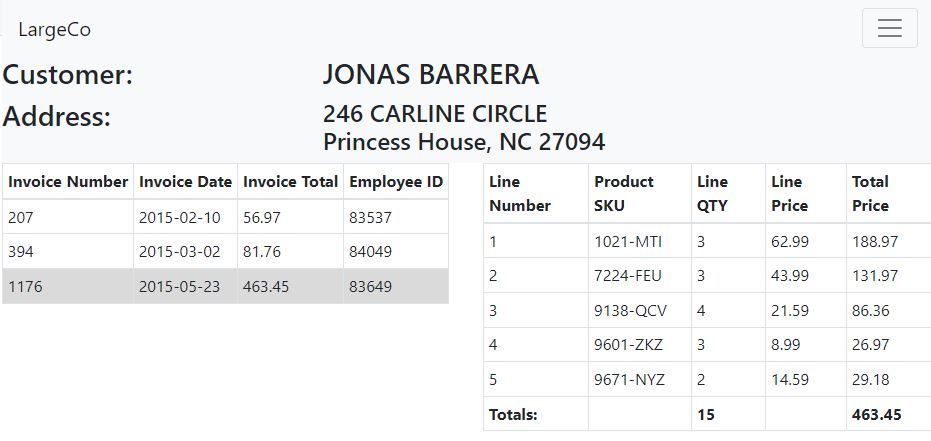 LargeCo
Customer: JONAS BARRERA
Address: 246 CARLINE CIRCLE
Princess House, NC 27094
Invoice Number Invoice Date Invoice Total Employee ID
207 2015-02-10 56.97 83537
394 2015-03-02 81.76 84049
1176 2015-05-23 463.45 83649
Line Number Product SKU Line QTY Line Price Total Price
1 1021-MTI 3 62.99 188.97
2 7224-FEU 3 43.99 131.97
3 9138-QCV 4 21.59 86.36
4 9601-ZKZ 3 8.99 26.97
5 9671-NYZ 2 14.59 29.18
Totals: 15 463.45